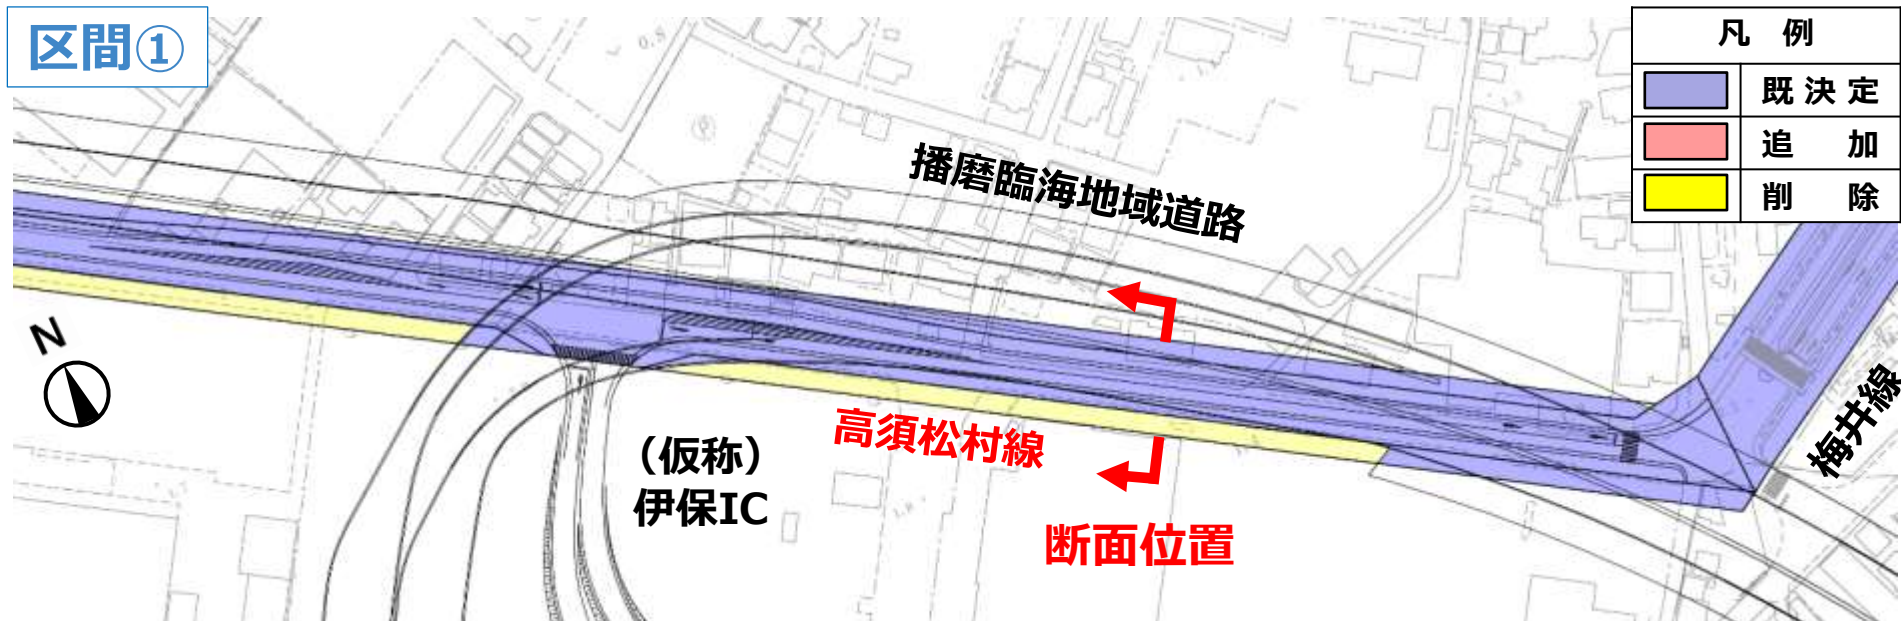 区間①
凡 例
既決定
追 加
削 除
0.8
播磨臨海地域道路
N
高須松村線
（仮称）
伊保IC
梅井線
断面位置